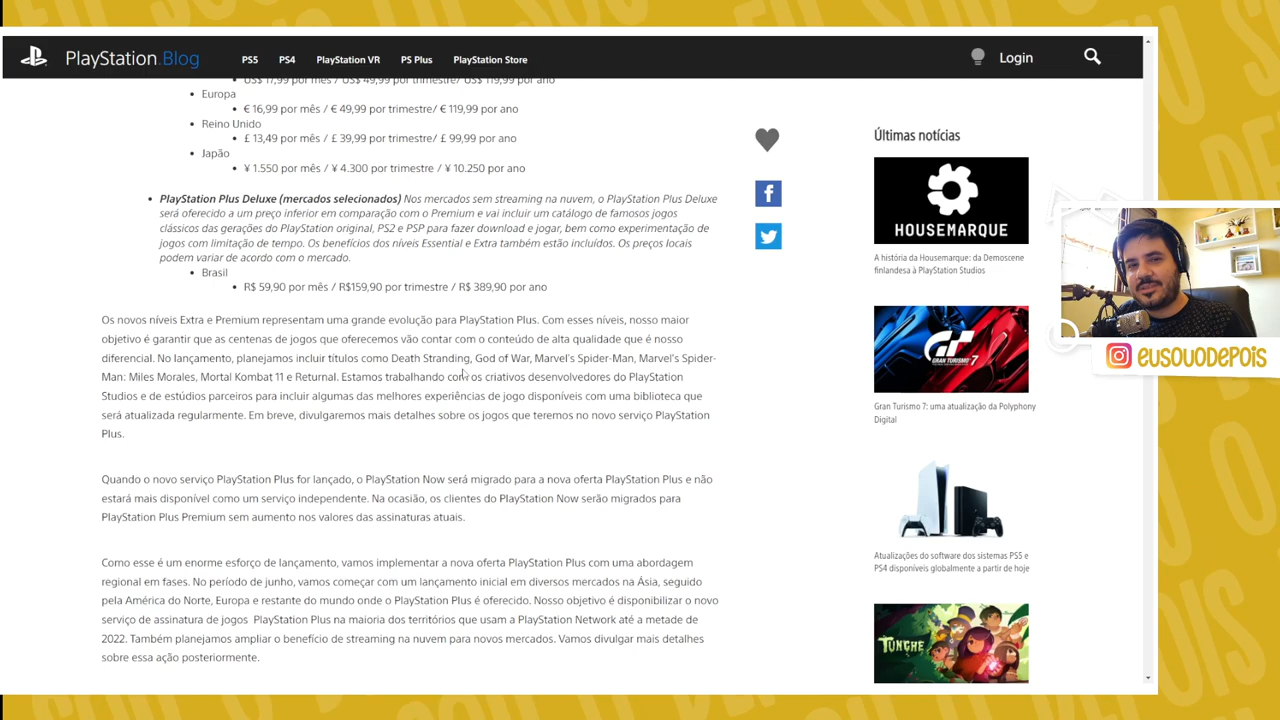 PlayStation.Blog
PS5
PS4
PlayStation VR
PS Plus
PlayStation Store
Login
US$ 17,99 por mês / US$ 49,99 por trimestre/ US$ 119,99 por ano
Europa
€ 16,99 por mês / € 49,99 por trimestre/ € 119,99 por ano
Reino Unido
£ 13,49 por mês / £ 39,99 por trimestre/ £ 99,99 por ano
Japão
¥ 1.550 por mês / ¥ 4.300 por trimestre / ¥ 10.250 por ano
PlayStation Plus Deluxe (mercados selecionados) Nos mercados sem streaming na nuvem, o PlayStation Plus Deluxe
será oferecido a um preço inferior em comparação com o Premium e vai incluir um catálogo de famosos jogos
clássicos das gerações do PlayStation original, PS2 e PSP para fazer download e jogar, bem como experimentação de
jogos com limitação de tempo. Os benefícios dos níveis Essential e Extra também estão incluídos. Os preços locais
podem variar de acordo com o mercado.
Brasil
R$ 59,90 por mês / R$159,90 por trimestre / R$ 389,90 por ano
Os novos níveis Extra e Premium representam uma grande evolução para PlayStation Plus. Com esses níveis, nosso maior
objetivo é garantir que as centenas de jogos que oferecemos vão contar com o conteúdo de alta qualidade que é nosso
diferencial. No lançamento, planejamos incluir títulos como Death Stranding, God of War, Marvel's Spider-Man, Marvel's Spider-
Man: Miles Morales, Mortal Kombat 11 e Returnal. Estamos trabalhando com os criativos desenvolvedores do PlayStation
Studios e de estúdios parceiros para incluir algumas das melhores experiências de jogo disponíveis com uma biblioteca que
será atualizada regularmente. Em breve, divulgaremos mais detalhes sobre os jogos que teremos no novo serviço PlayStation
Plus.
Quando o novo serviço PlayStation Plus for lançado, o PlayStation Now será migrado para a nova oferta PlayStation Plus e não
estará mais disponível como um serviço independente. Na ocasião, os clientes do PlayStation Now serão migrados para
PlayStation Plus Premium sem aumento nos valores das assinaturas atuais.
Como esse é um enorme esforço de lançamento, vamos implementar a nova oferta PlayStation Plus com uma abordagem
regional em fases. No período de junho, vamos começar com um lançamento inicial em diversos mercados na Ásia, seguido
pela América do Norte, Europa e restante do mundo onde o PlayStation Plus é oferecido. Nosso objetivo é disponibilizar o novo
serviço de assinatura de jogos PlayStation Plus na maioria dos territórios que usam a PlayStation Network até a metade de
2022. Também planejamos ampliar o benefício de streaming na nuvem para novos mercados. Vamos divulgar mais detalhes
sobre essa ação posteriormente.
Últimas notícias
HOUSEMARQUE
A história da Housemarque: da Demoscene
finlandesa à PlayStation Studios
GRAN TURISMO 7
Gran Turismo 7: uma atualização da Polyphony
Digital
Atualizações do software dos sistemas PS5 e
PS4 disponíveis globalmente a partir de hoje
TUNCHE
eusouodepois